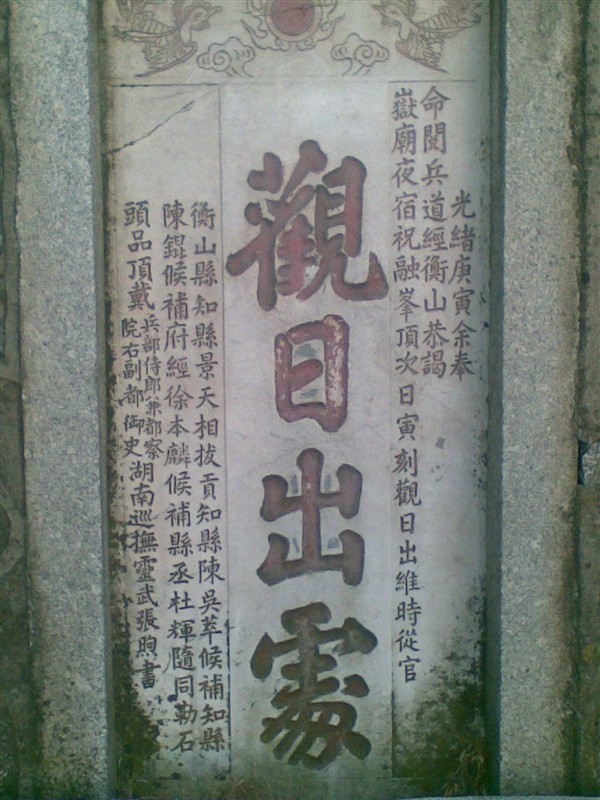 光緒庚寅余奉
命閱兵道經衡山恭謁
嶽廟夜宿祝融峯頂次日寅刻觀日出維時從官
觀日出處
衡山縣知縣景天相拔貢知縣陳吳萃候補知縣
陳錕候補府經徐本麟候補縣丞杜輝隨同勒石
頭品頂戴兵部侍郎兼都察院右副都御史湖南巡撫靈武張煦書